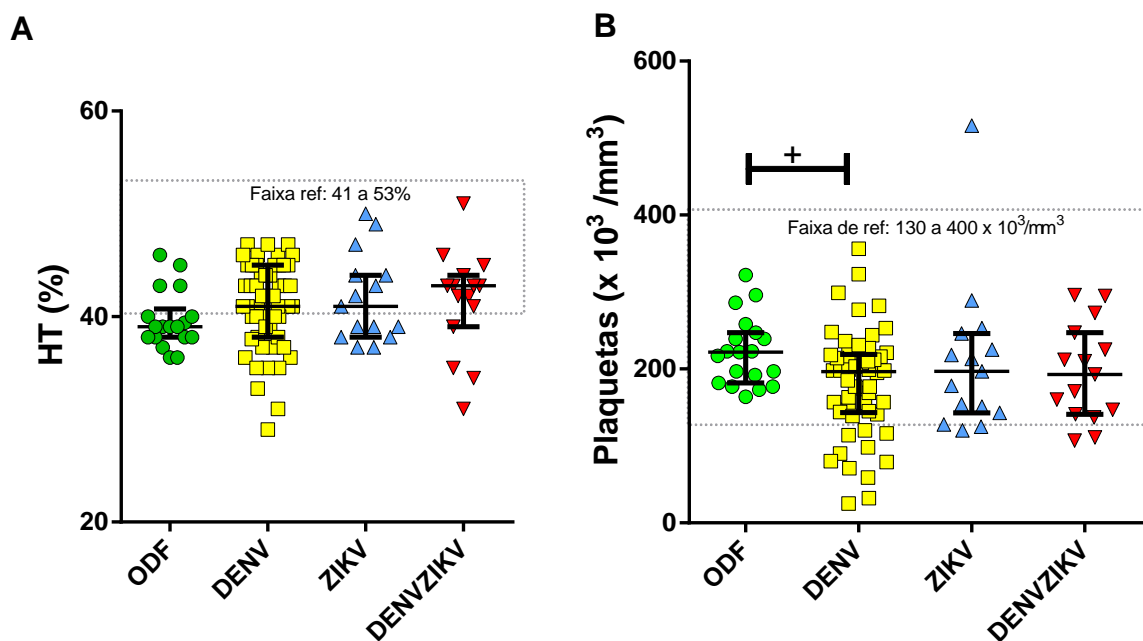 A
HT (%)
60
40
20
Faixa ref: 41 a 53%
ODF
DENV
ZIKV
DENVZIKV
B
Plaquetas (x 10³ /mm³)
600
400
200
0
+
Faixa de ref: 130 a 400 x 10³/mm³
ODF
DENV
ZIKV
DENVZIKV